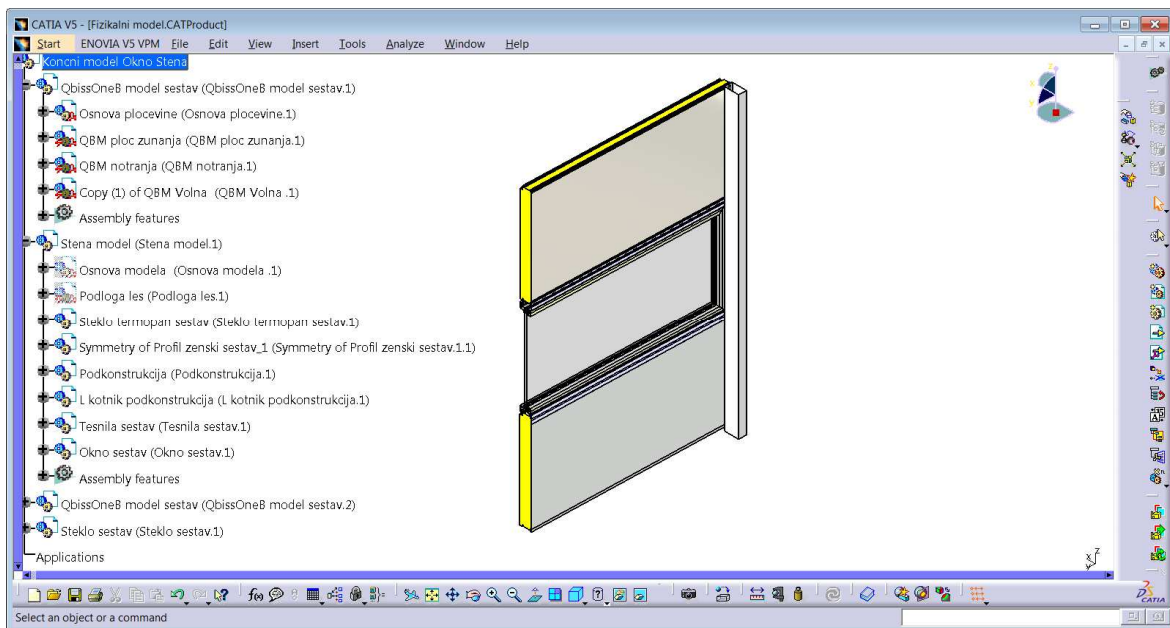 CATIA V5 - [Fizikalni model.CATProduct]
Start ENOVIA V5 VPM File Edit View Insert Tools Analyze Window Help
Koncni model Okno Stena
QbissOneB model sestav (QbissOneB model sestav.1)
Osnova plocevine (Osnova plocevine.1)
QBM ploc zunanja (QBM ploc zunanja.1)
QBM notranja (QBM notranja.1)
Copy (1) of QBM Volna (QBM Volna .1)
Assembly features
Stena model (Stena model.1)
Osnova modela (Osnova modela .1)
Podloga les (Podloga les.1)
Steklo termopan sestav (Steklo termopan sestav.1)
Symmetry of Profil zenski sestav_1 (Symmetry of Profil zenski sestav.1.1)
Podkonstrukcija (Podkonstrukcija.1)
L kotnik podkonstrukcija (L kotnik podkonstrukcija.1)
Tesnila sestav (Tesnila sestav.1)
Okno sestav (Okno sestav.1)
Assembly features
QbissOneB model sestav (QbissOneB model sestav.2)
Steklo sestav (Steklo sestav.1)
Applications
z
x
y
z
x
y
f(x)
CATIA
Select an object or a command